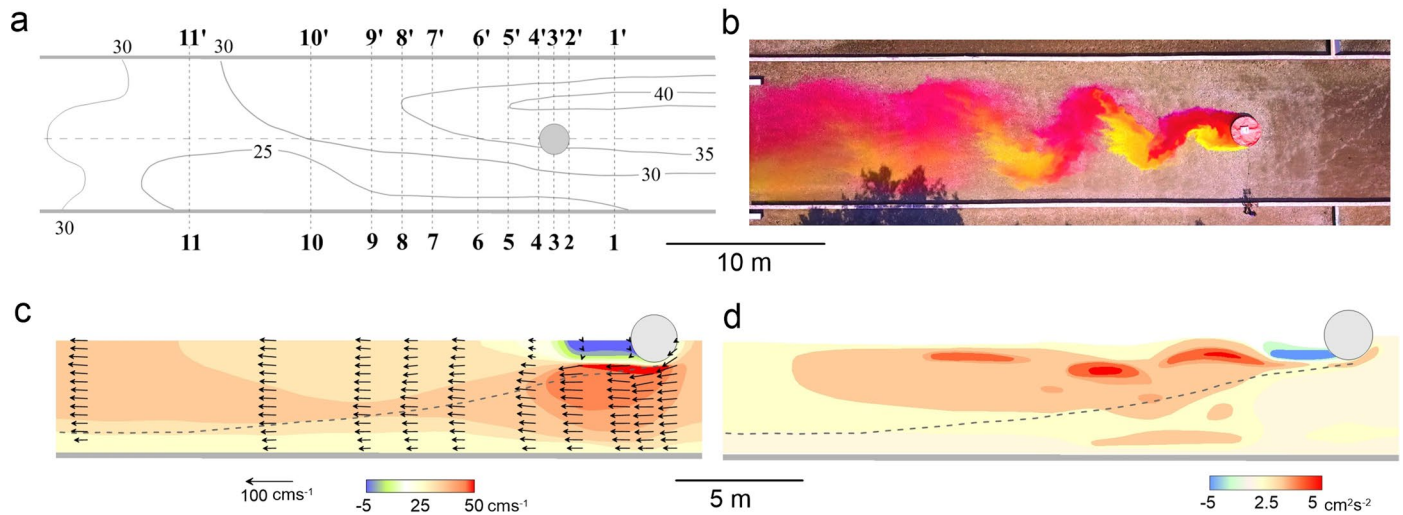 a
30 11' 30 10' 9' 8' 7' 6' 5' 4' 3' 2' 1'
40
35
25
30
30
11 10 9 8 7 6 5 4 3 2 1
10 m
b
c
100 cms⁻¹
-5 25 50 cms⁻¹
5 m
d
-5 2.5 5 cm²s⁻²